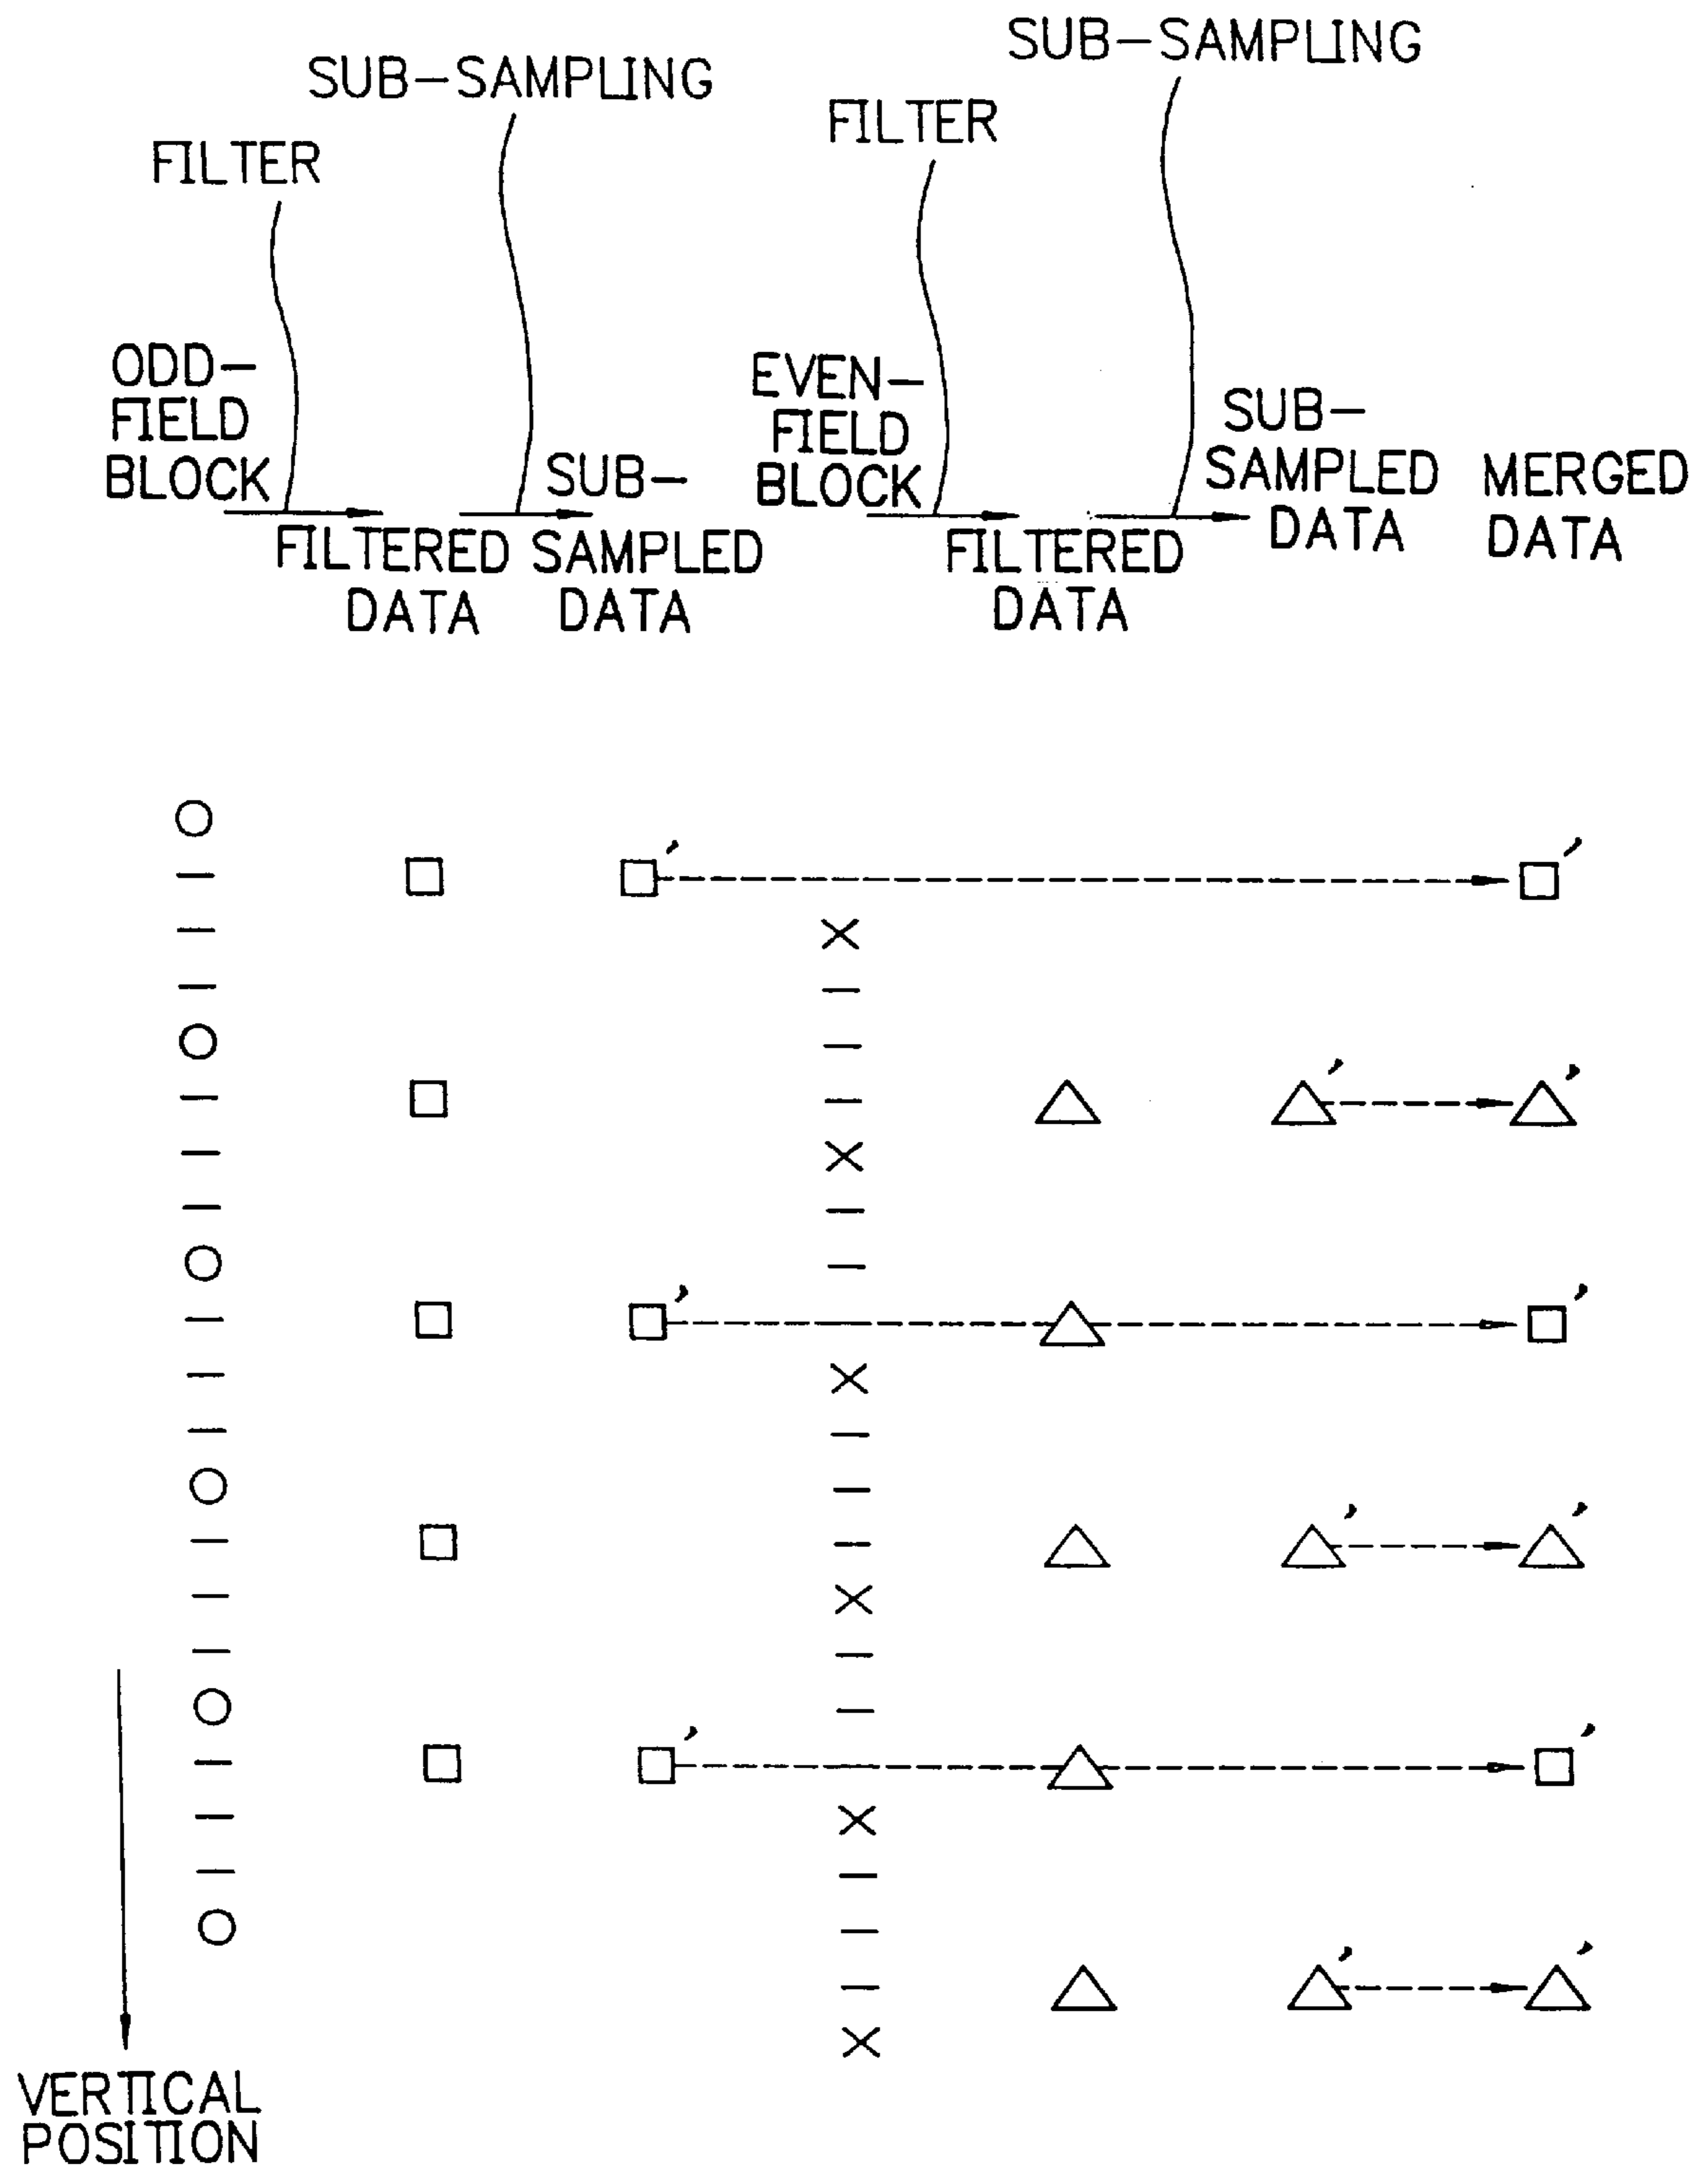 SUB-SAMPLING
SUB-SAMPLING
FILTER
FILTER
ODD-
FIELD
BLOCK
EVEN-
FIELD
BLOCK
SUB-
SAMPLED
DATA
MERGED
DATA
FILTERED
DATA
SUB-
SAMPLED
DATA
FILTERED
DATA
VERTICAL
POSITION